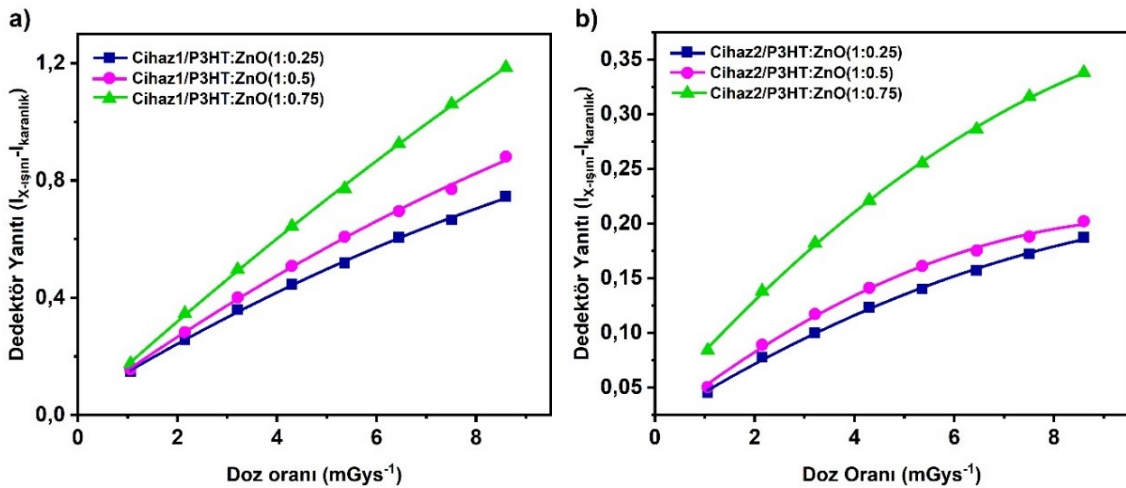 a)
Cihaz1/P3HT:ZnO(1:0.25)
Cihaz1/P3HT:ZnO(1:0.5)
Cihaz1/P3HT:ZnO(1:0.75)
1,2
0,8
0,4
0,0
0
2
4
6
8
Dedektör Yanıtı (I_X-ışını-I_karanlık)
Doz oranı (mGys⁻¹)
b)
Cihaz2/P3HT:ZnO(1:0.25)
Cihaz2/P3HT:ZnO(1:0.5)
Cihaz2/P3HT:ZnO(1:0.75)
0,35
0,30
0,25
0,20
0,15
0,10
0,05
0
2
4
6
8
Dedektör Yanıtı (I_X-ışını-I_karanlık)
Doz Oranı (mGys⁻¹)